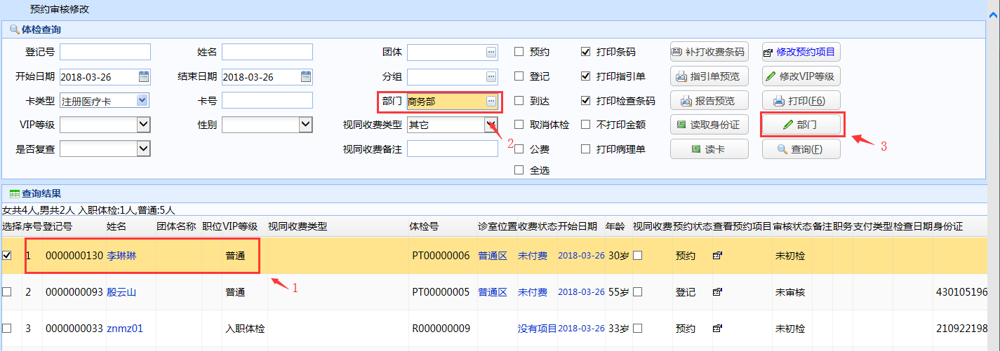 预约审核修改
体检查询
登记号 姓名 团体 预约 打印条码 补打收费条码 修改预约项目
开始日期 2018-03-26 结束日期 2018-03-26 分组 登记 打印指引单 指引单预览 修改VIP等级
卡类型 注册医疗卡 卡号 部门 商务部 到达 打印检查条码 报告预览 打印(F6)
VIP等级 性别 视同收费类型 其它 取消体检 不打印金额 读取身份证 部门
是否复查 视同收费备注 2 公费 打印病理单 读卡 查询(F) 3
全选
查询结果
女共4人,男共2人 入职体检:1人,普通:5人
选择 序号 登记号 姓名 团体名称 职位 VIP等级 视同收费类型 体检号 诊室位置 收费状态 开始日期 年龄 视同收费 预约状态 查看预约项目 审核状态 备注 职务 支付类型 检查日期 身份证
1 0000000130 李琳琳 普通 PT00000006 普通区 未付费 2018-03-26 30岁 预约 未初检
1
2 0000000093 殷云山 普通 PT00000005 普通区 未付费 2018-03-26 55岁 登记 未审核 430105196
3 0000000033 znmz01 入职体检 R000000009 没有项目 2018-03-26 33岁 预约 未初检 210922198